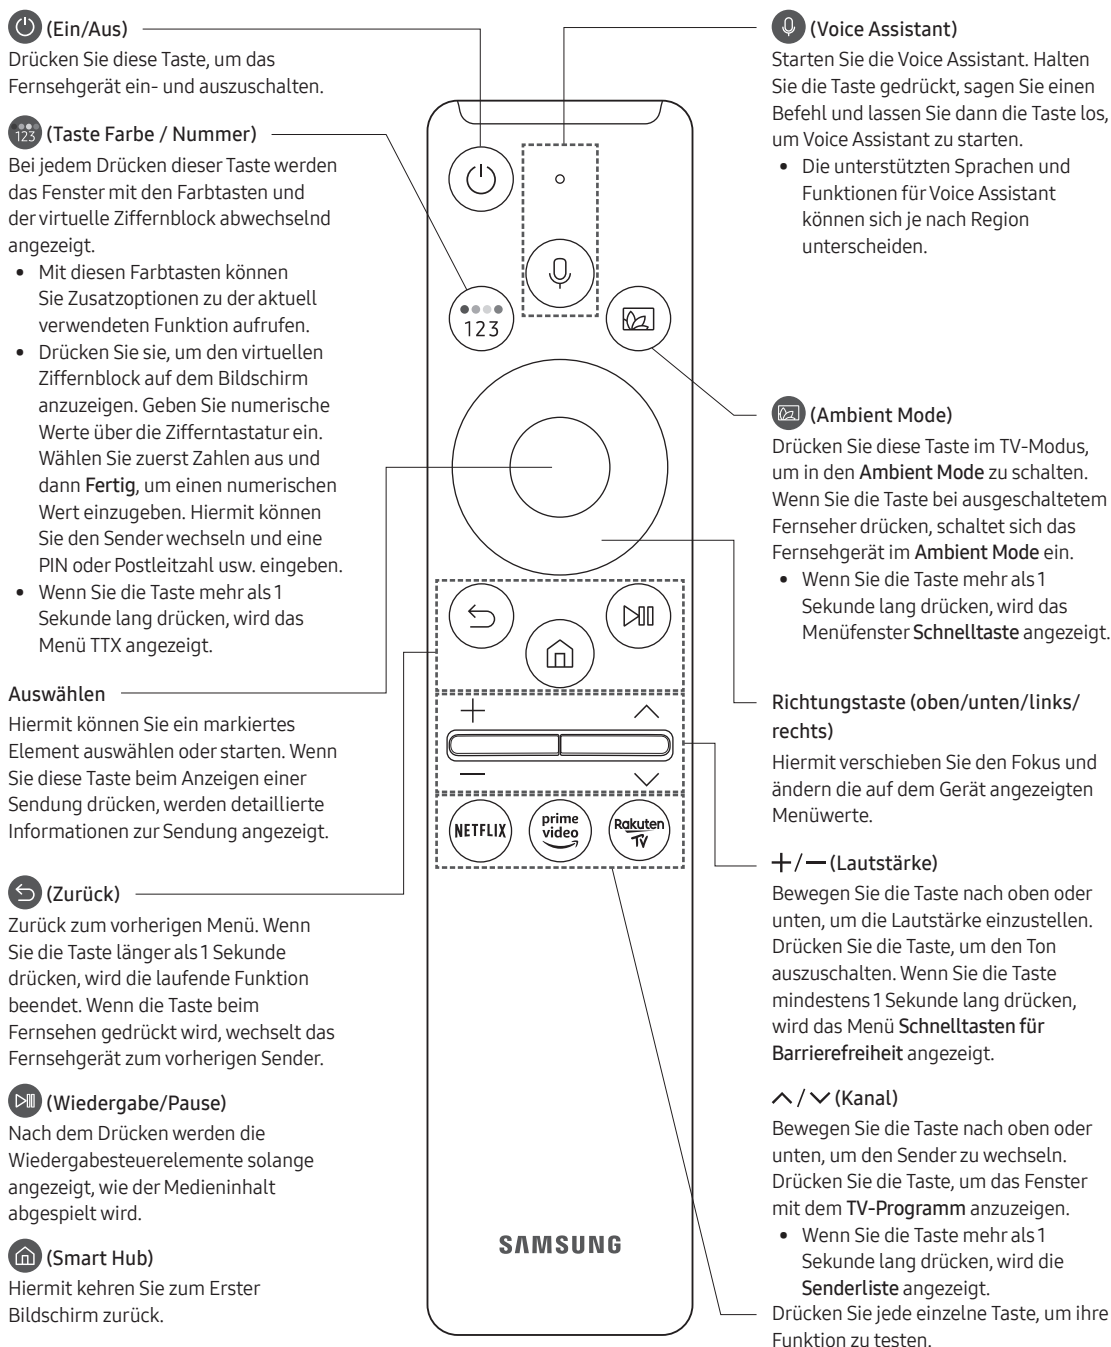 (Ein/Aus)
Drücken Sie diese Taste, um das
Fernsehgerät ein- und auszuschalten.
123 (Taste Farbe / Nummer)
Bei jedem Drücken dieser Taste werden
das Fenster mit den Farbtasten und
der virtuelle Ziffernblock abwechselnd
angezeigt.
• Mit diesen Farbtasten können
Sie Zusatzoptionen zu der aktuell
verwendeten Funktion aufrufen.
• Drücken Sie sie, um den virtuellen
Ziffernblock auf dem Bildschirm
anzuzeigen. Geben Sie numerische
Werte über die Zifferntastatur ein.
Wählen Sie zuerst Zahlen aus und
dann Fertig, um einen numerischen
Wert einzugeben. Hiermit können
Sie den Sender wechseln und eine
PIN oder Postleitzahl usw. eingeben.
• Wenn Sie die Taste mehr als 1
Sekunde lang drücken, wird das
Menü TTX angezeigt.
Auswählen
Hiermit können Sie ein markiertes
Element auswählen oder starten. Wenn
Sie diese Taste beim Anzeigen einer
Sendung drücken, werden detaillierte
Informationen zur Sendung angezeigt.
(Zurück)
Zurück zum vorherigen Menü. Wenn
Sie die Taste länger als 1 Sekunde
drücken, wird die laufende Funktion
beendet. Wenn die Taste beim
Fernsehen gedrückt wird, wechselt das
Fernsehgerät zum vorherigen Sender.
(Wiedergabe/Pause)
Nach dem Drücken werden die
Wiedergabesteuerelemente solange
angezeigt, wie der Medieninhalt
abgespielt wird.
(Smart Hub)
Hiermit kehren Sie zum Erster
Bildschirm zurück.
123
NETFLIX
prime
video
Rakuten
TV
SAMSUNG
(Voice Assistant)
Starten Sie die Voice Assistant. Halten
Sie die Taste gedrückt, sagen Sie einen
Befehl und lassen Sie dann die Taste los,
um Voice Assistant zu starten.
• Die unterstützten Sprachen und
Funktionen für Voice Assistant
können sich je nach Region
unterscheiden.
(Ambient Mode)
Drücken Sie diese Taste im TV-Modus,
um in den Ambient Mode zu schalten.
Wenn Sie die Taste bei ausgeschaltetem
Fernseher drücken, schaltet sich das
Fernsehgerät im Ambient Mode ein.
• Wenn Sie die Taste mehr als 1
Sekunde lang drücken, wird das
Menüfenster Schnelltaste angezeigt.
Richtungstaste (oben/unten/links/
rechts)
Hiermit verschieben Sie den Fokus und
ändern die auf dem Gerät angezeigten
Menüwerte.
+/— (Lautstärke)
Bewegen Sie die Taste nach oben oder
unten, um die Lautstärke einzustellen.
Drücken Sie die Taste, um den Ton
auszuschalten. Wenn Sie die Taste
mindestens 1 Sekunde lang drücken,
wird das Menü Schnelltasten für
Barrierefreiheit angezeigt.
/ (Kanal)
Bewegen Sie die Taste nach oben oder
unten, um den Sender zu wechseln.
Drücken Sie die Taste, um das Fenster
mit dem TV-Programm anzuzeigen.
• Wenn Sie die Taste mehr als 1
Sekunde lang drücken, wird die
Senderliste angezeigt.
Drücken Sie jede einzelne Taste, um ihre
Funktion zu testen.